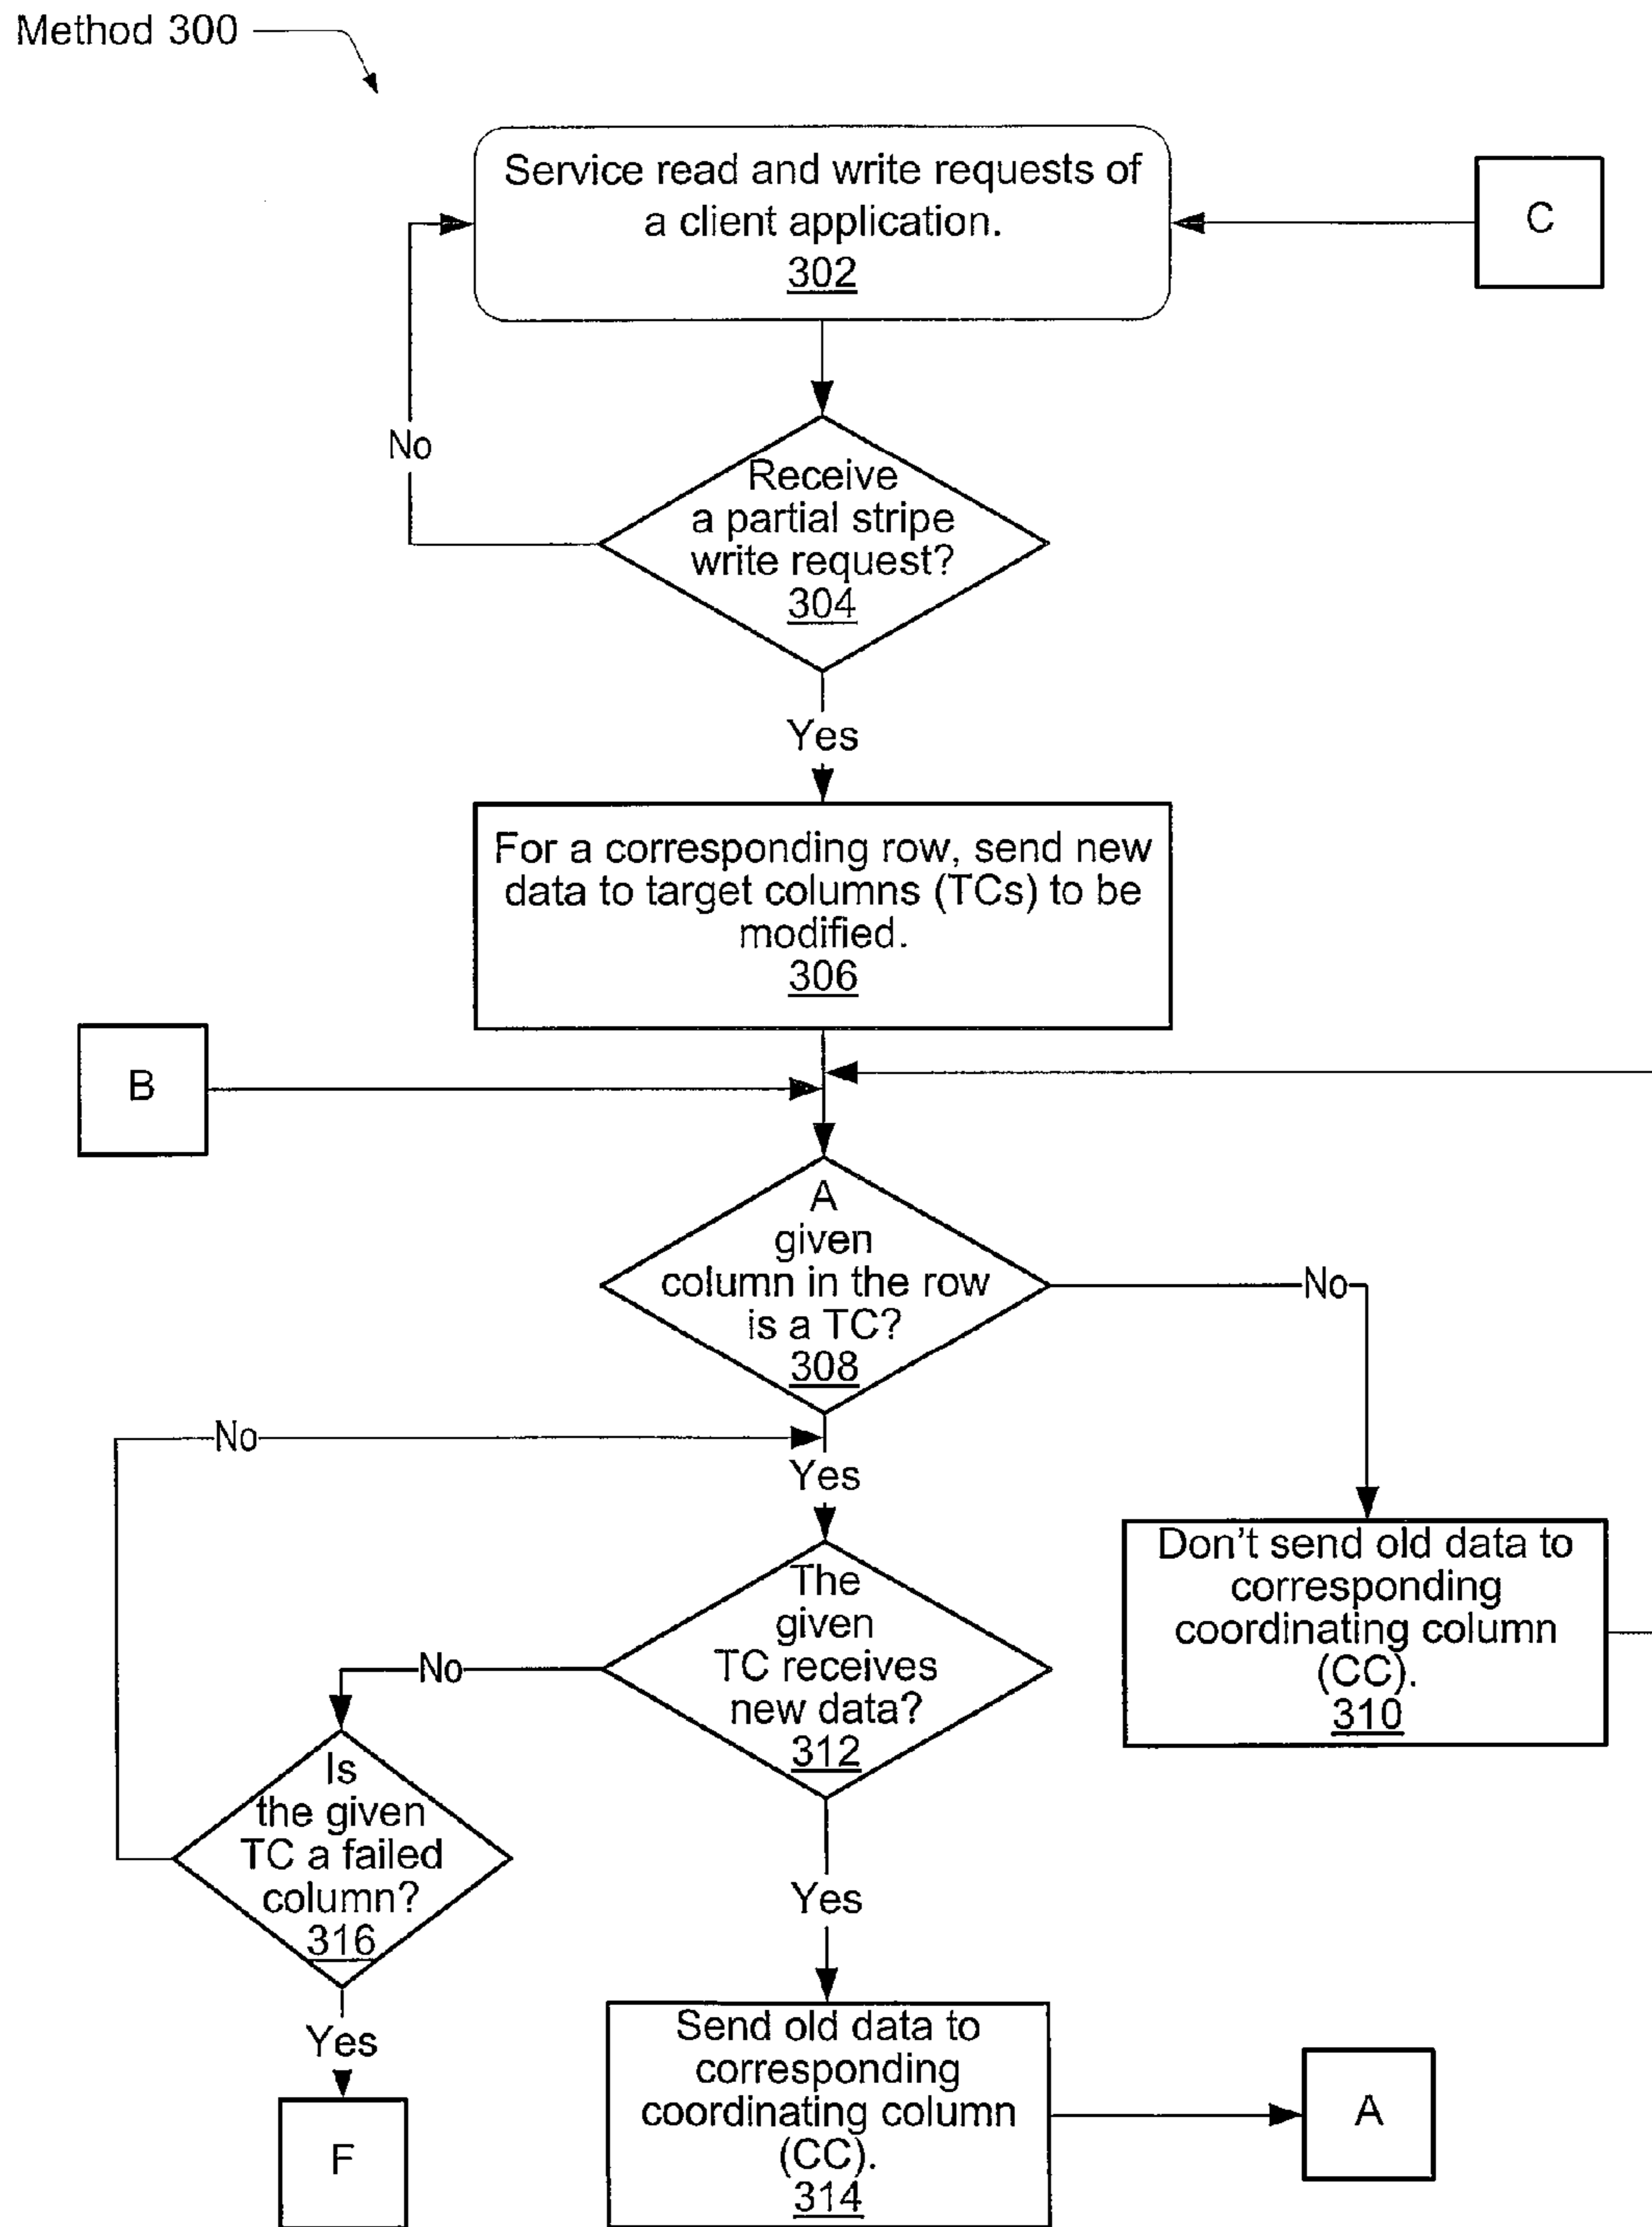 Method 300
Service read and write requests of
a client application.
302
C
No
Receive
a partial stripe
write request?
304
Yes
For a corresponding row, send new
data to target columns (TCs) to be
modified.
306
B
A
given
column in the row
is a TC?
308
No
No
Yes
Don't send old data to
corresponding
coordinating column
(CC).
310
The
given
TC receives
new data?
312
No
Is
the given
TC a failed
column?
316
Yes
Yes
Send old data to
corresponding
coordinating column
(CC).
314
A
F